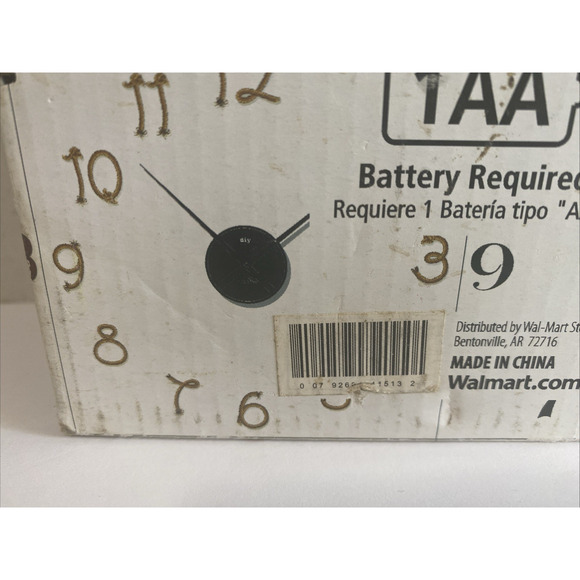 12
11
1AA
10
Battery Required
Requiere 1 Batería tipo "A
diy
9
3
9
Distributed by Wal-Mart St
Bentonville, AR 72716
8
MADE IN CHINA
Walmart.com
7
6